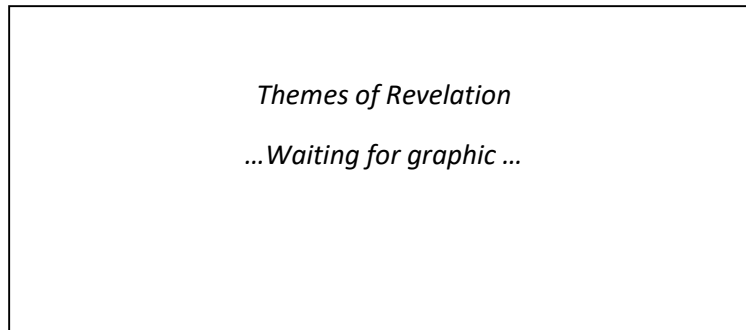 Themes of Revelation
…Waiting for graphic …